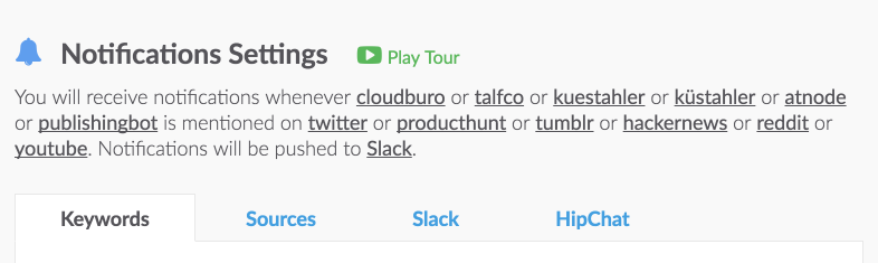 Notifications Settings Play Tour
You will receive notifications whenever cloudburo or talfco or kuestahler or küstahler or atnode
or publishingbot is mentioned on twitter or producthunt or tumblr or hackernews or reddit or
youtube. Notifications will be pushed to Slack.
Keywords Sources Slack HipChat